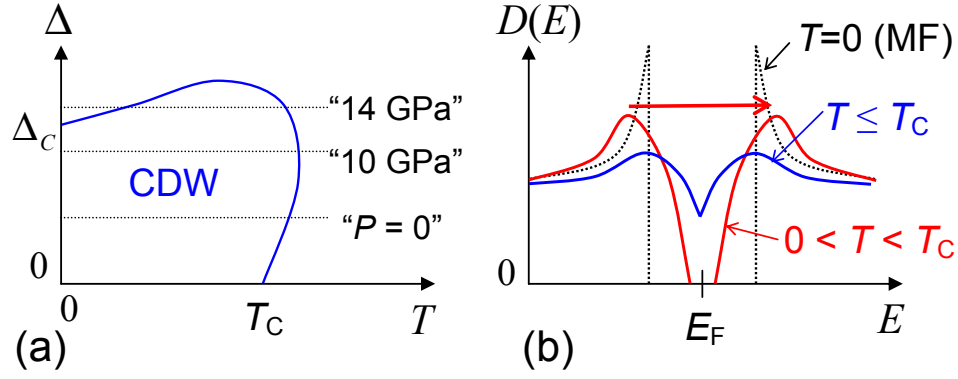 Δ
"14 GPa"
Δ_C
"10 GPa"
CDW
"P = 0"
0
0
T_C
T
(a)
D(E)
T=0 (MF)
T ≤ T_C
0 < T < T_C
0
E_F
E
(b)